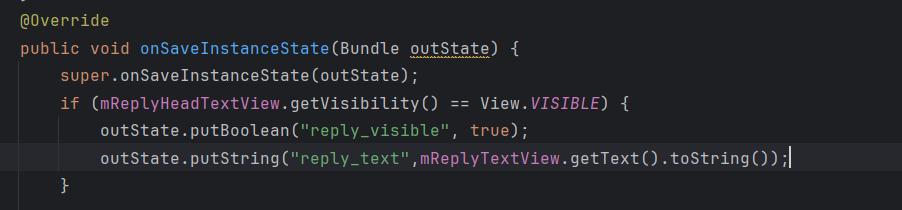 @Override
public void onSaveInstanceState(Bundle outState) {
    super.onSaveInstanceState(outState);
    if (mReplyHeadTextView.getVisibility() == View.VISIBLE) {
        outState.putBoolean("reply_visible", true);
        outState.putString("reply_text",mReplyTextView.getText().toString());
    }